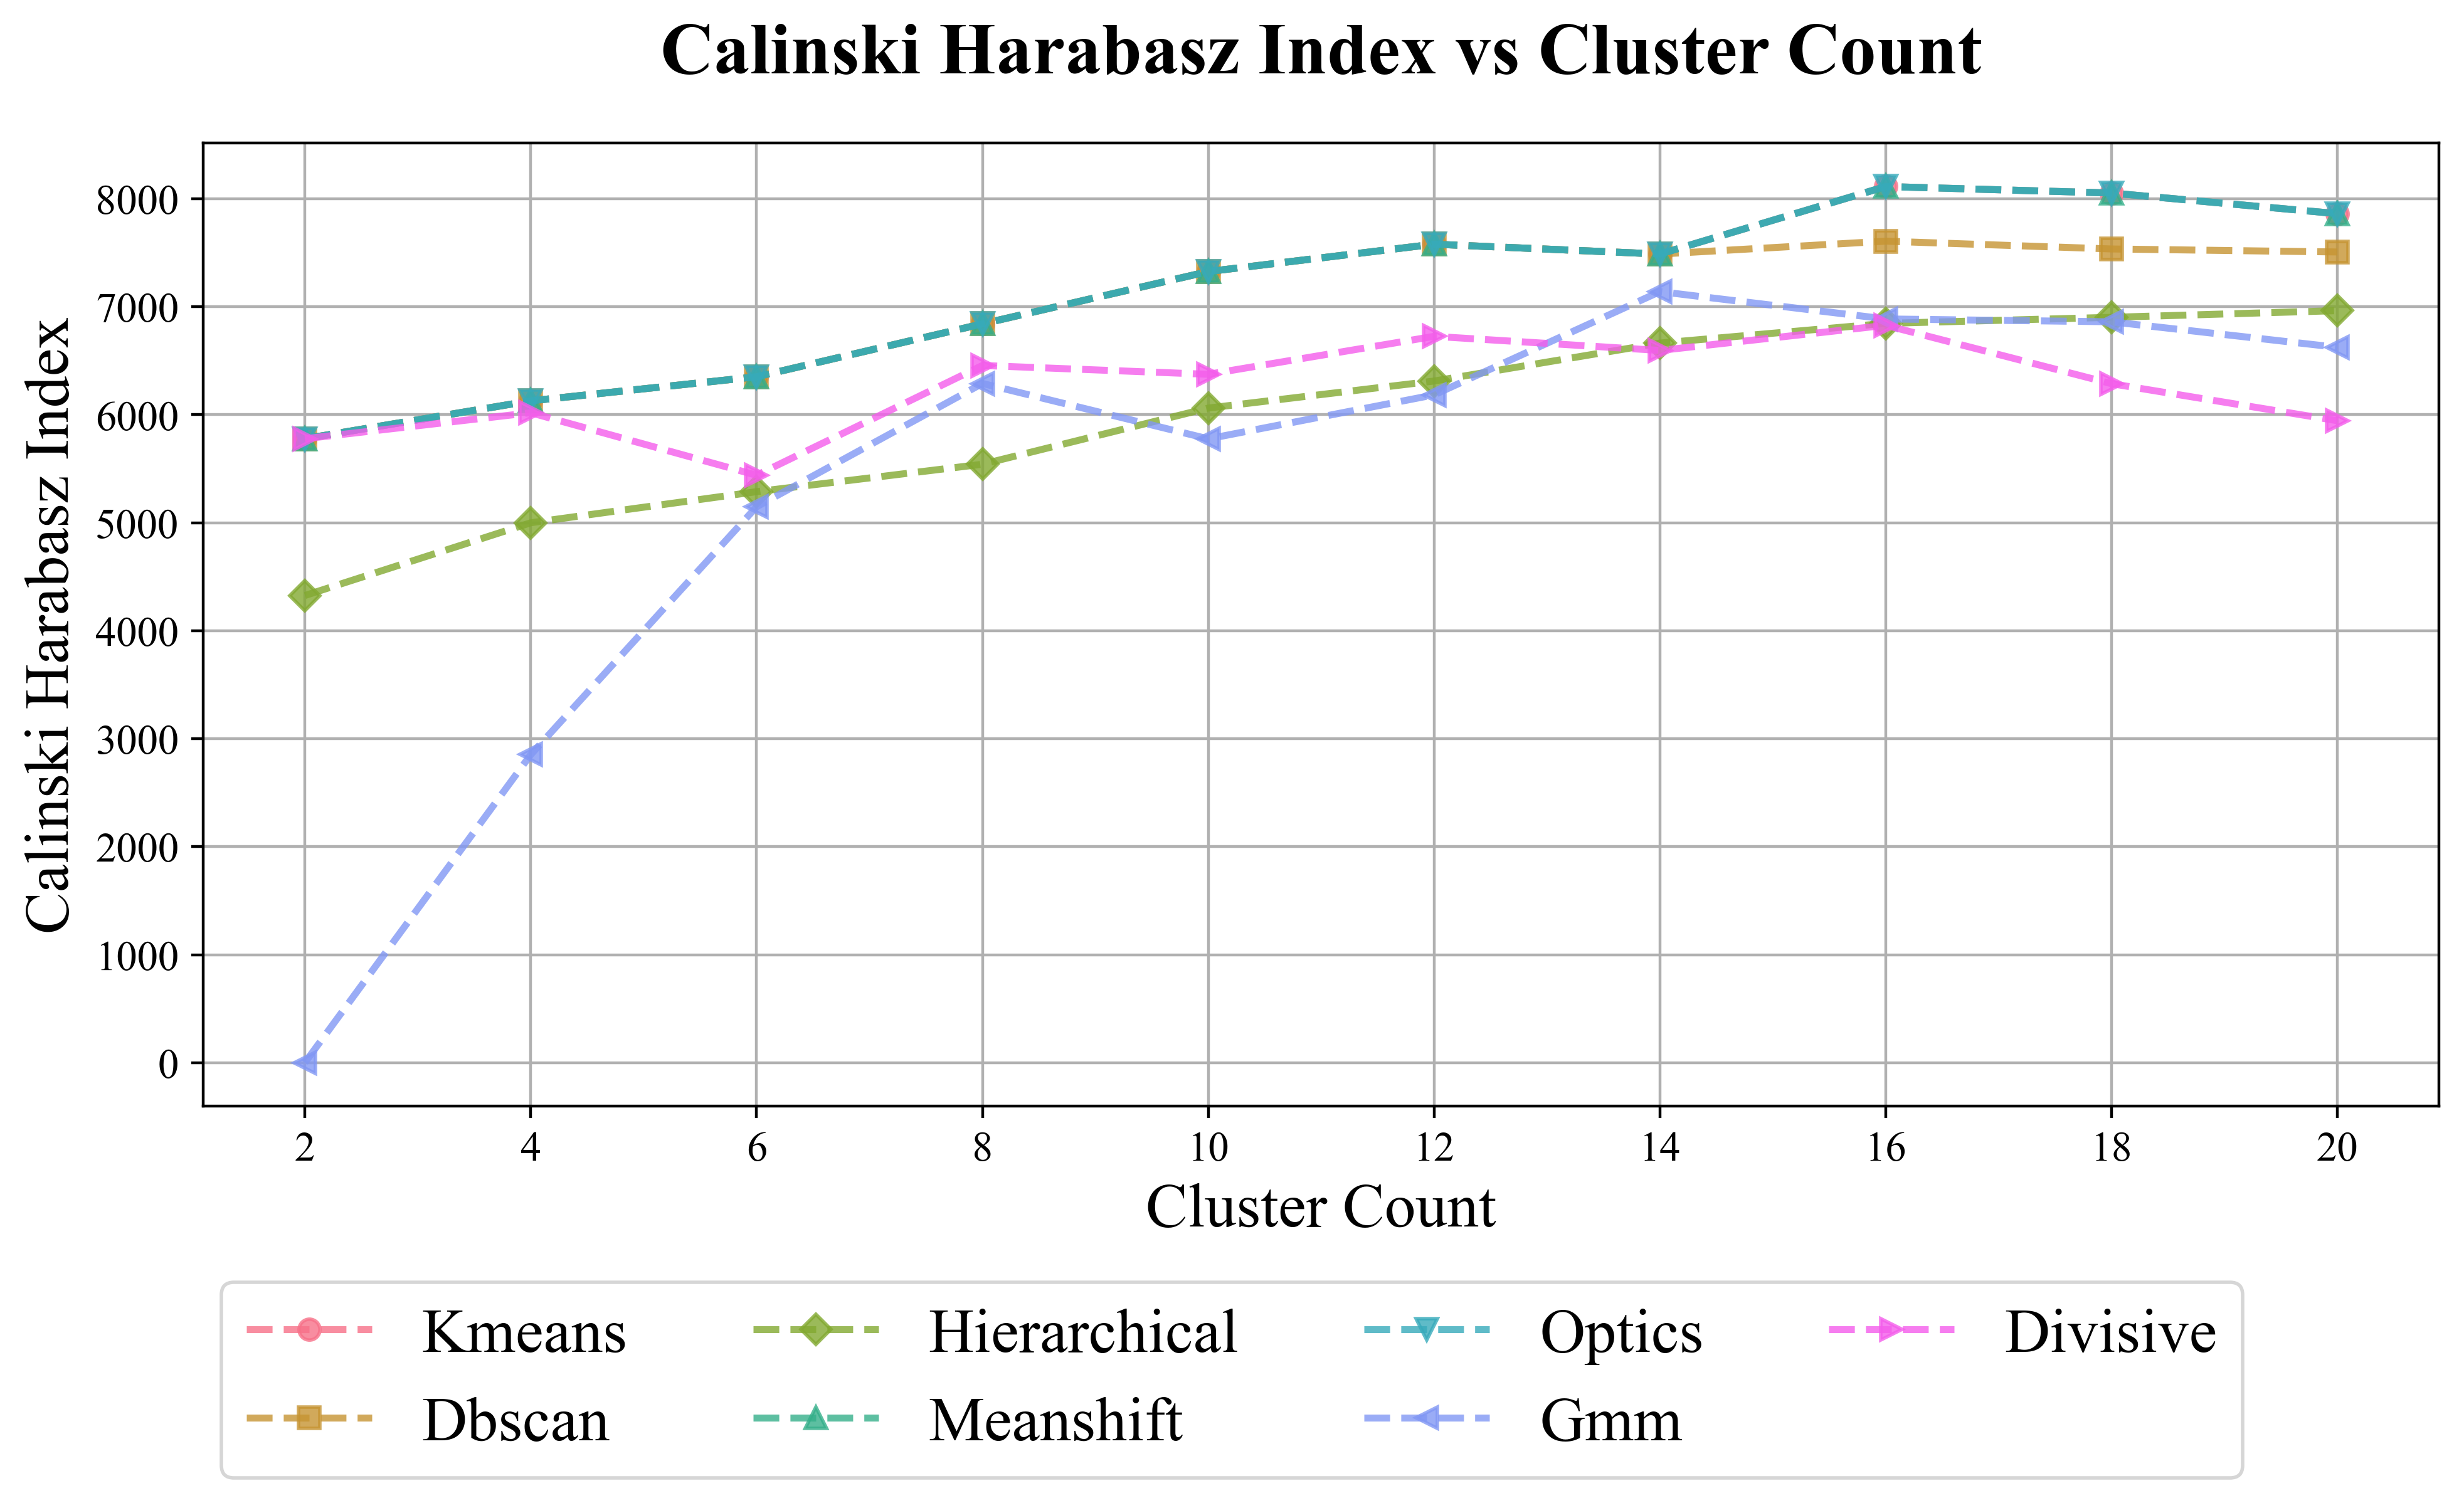 Calinski Harabasz Index vs Cluster Count
Calinski Harabasz Index
8000
7000
6000
5000
4000
3000
2000
1000
0
2 4 6 8 10 12 14 16 18 20
Cluster Count
Kmeans Hierarchical Optics Divisive
Dbscan Meanshift Gmm